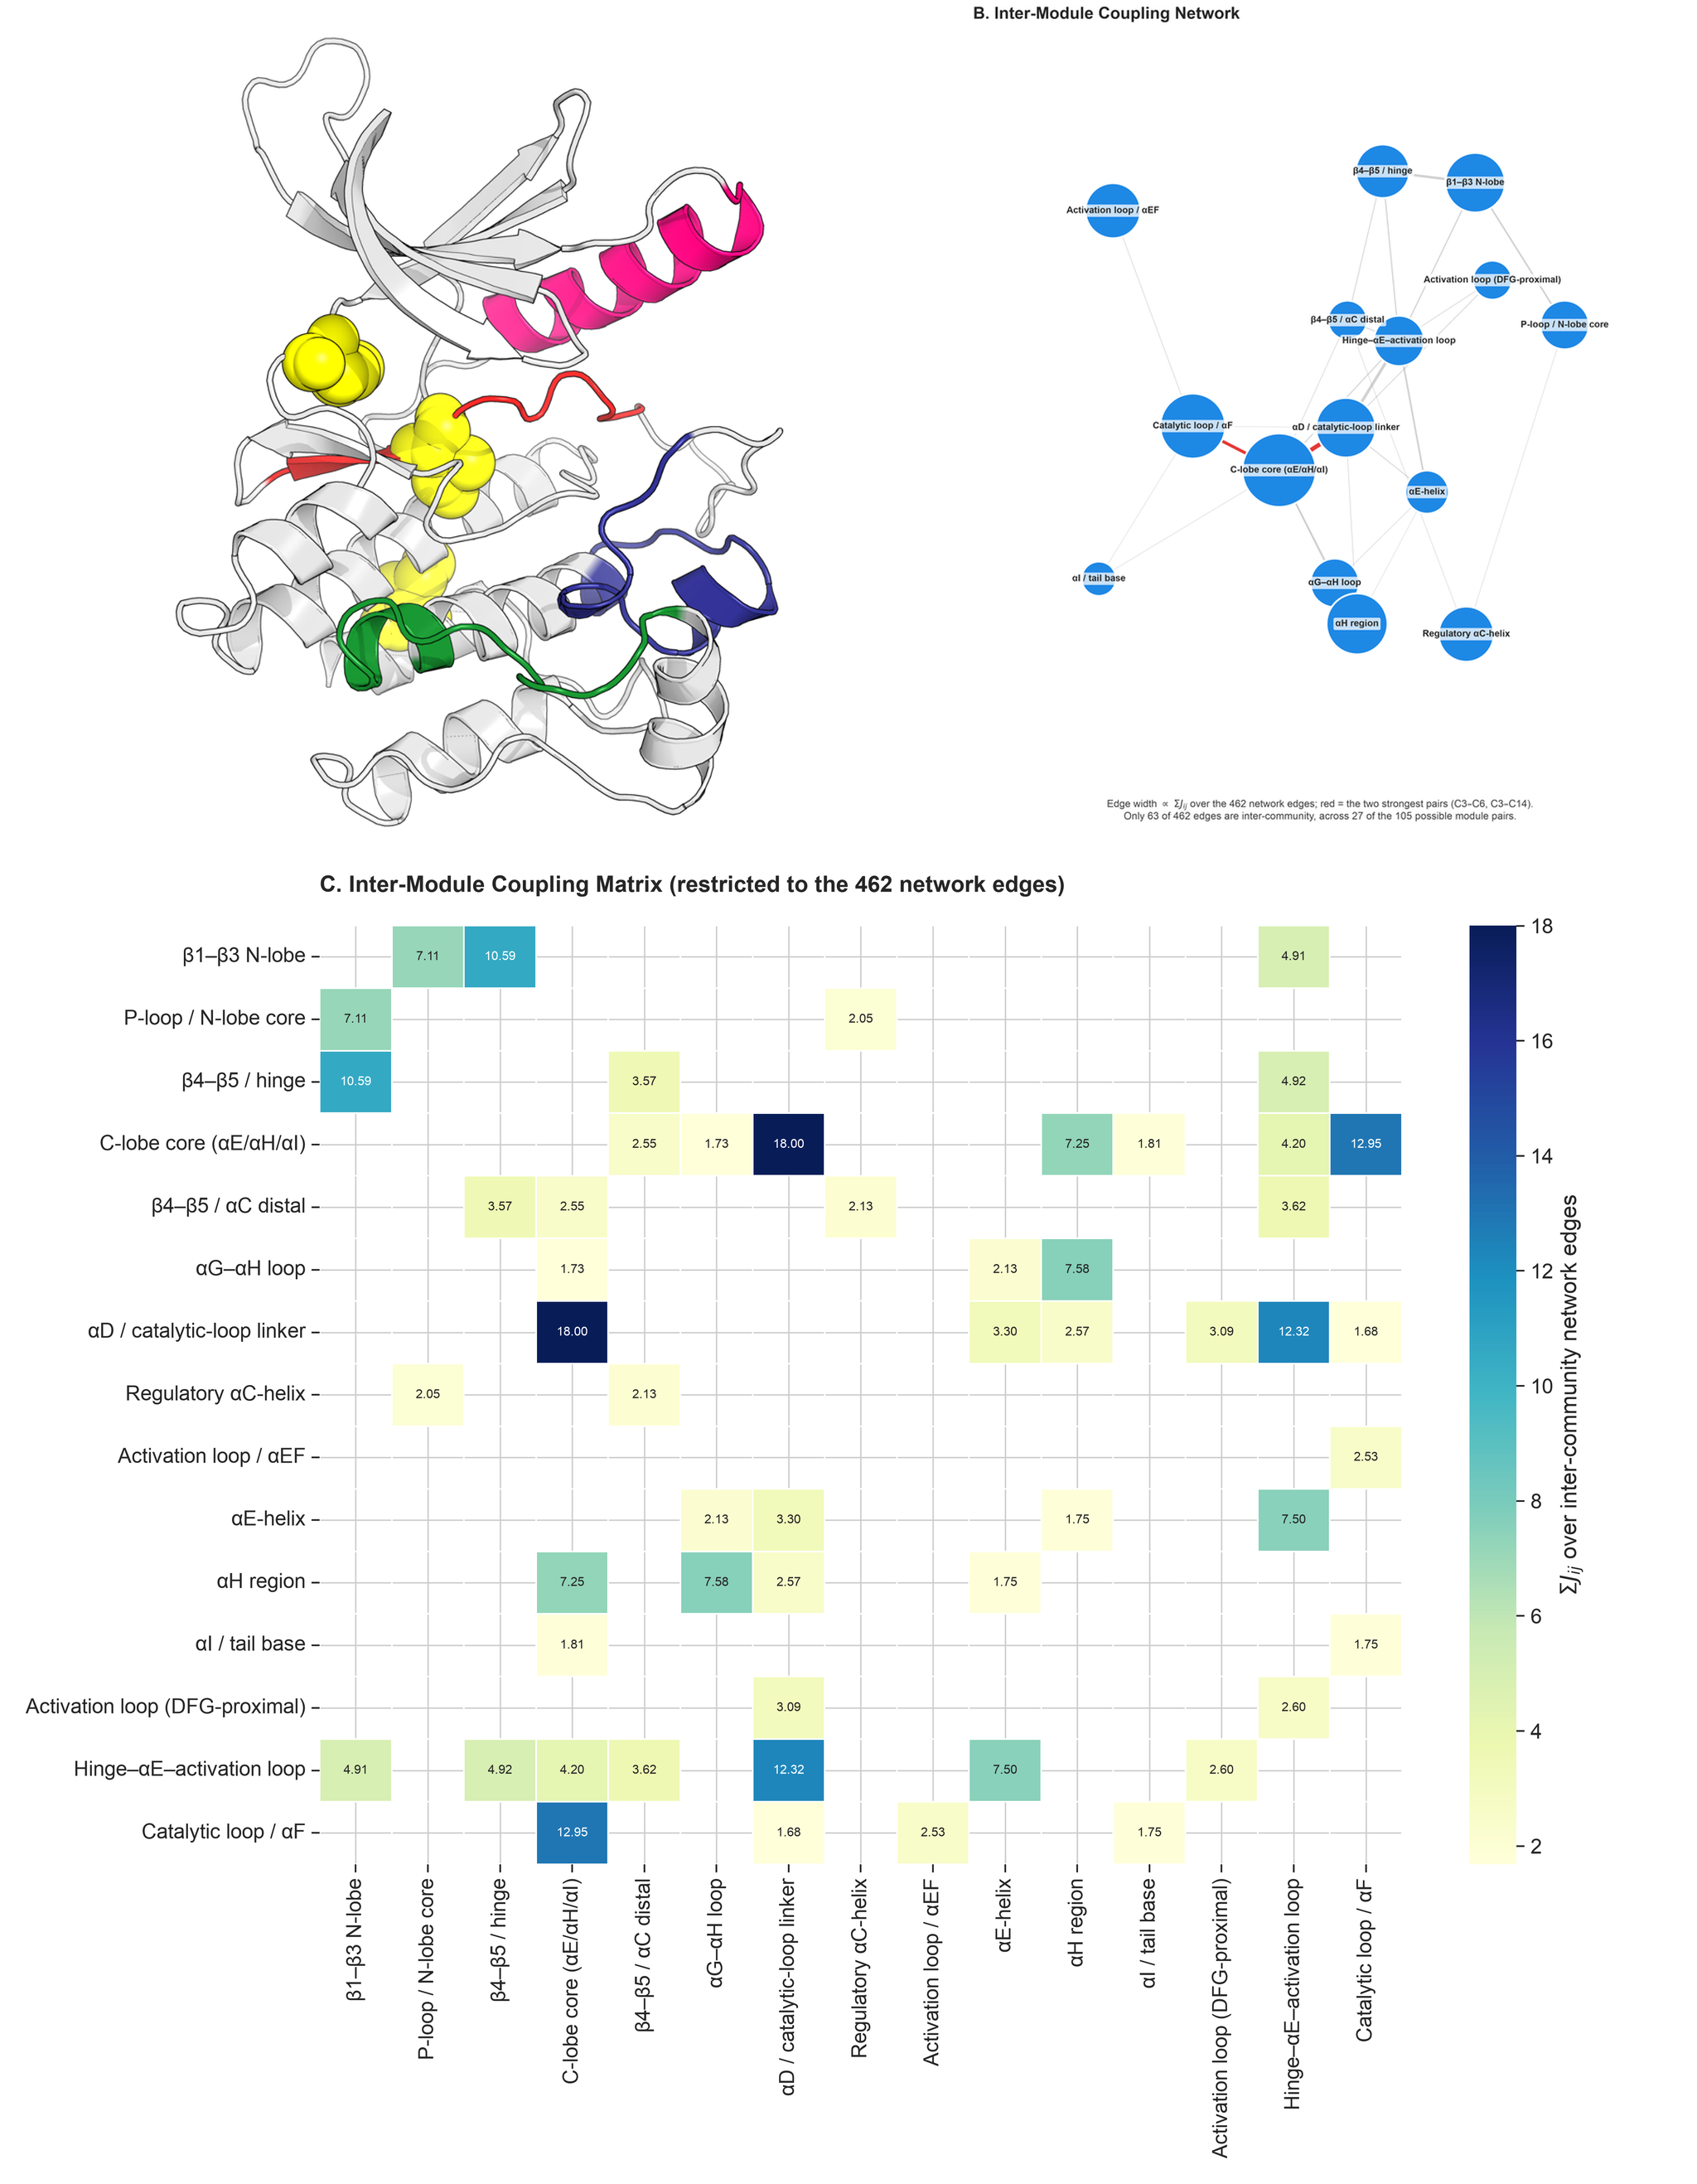 B. Inter-Module Coupling Network
β4–β5 / hinge
β1–β3 N-lobe
Activation loop / αEF
Activation loop (DFG-proximal)
β4–β5 / αC distal
P-loop / N-lobe core
Hinge–αE–activation loop
Catalytic loop / αF
αD / catalytic-loop linker
C-lobe core (αE/αH/αI)
αE-helix
αI / tail base
αG–αH loop
αH region
Regulatory αC-helix
Edge width ∝ ΣJij over the 462 network edges; red = the two strongest pairs (C3–C6, C3–C14).
Only 63 of 462 edges are inter-community, across 27 of the 105 possible module pairs.
C. Inter-Module Coupling Matrix (restricted to the 462 network edges)
β1–β3 N-lobe 7.11 10.59 4.91
P-loop / N-lobe core 7.11 2.05
β4–β5 / hinge 10.59 3.57 4.92
C-lobe core (αE/αH/αI) 2.55 1.73 18.00 7.25 1.81 4.20 12.95
β4–β5 / αC distal 3.57 2.55 2.13 3.62
αG–αH loop 1.73 2.13 7.58
αD / catalytic-loop linker 18.00 3.30 2.57 3.09 12.32 1.68
Regulatory αC-helix 2.05 2.13
Activation loop / αEF 2.53
αE-helix 2.13 3.30 1.75 7.50
αH region 7.25 7.58 2.57 1.75
αI / tail base 1.81 1.75
Activation loop (DFG-proximal) 3.09 2.60
Hinge–αE–activation loop 4.91 4.92 4.20 3.62 12.32 7.50 2.60
Catalytic loop / αF 12.95 1.68 2.53 1.75
β1–β3 N-lobe
P-loop / N-lobe core
β4–β5 / hinge
C-lobe core (αE/αH/αI)
β4–β5 / αC distal
αG–αH loop
αD / catalytic-loop linker
Regulatory αC-helix
Activation loop / αEF
αE-helix
αH region
αI / tail base
Activation loop (DFG-proximal)
Hinge–αE–activation loop
Catalytic loop / αF
18
16
14
12
10
8
6
4
2
ΣJij over inter-community network edges